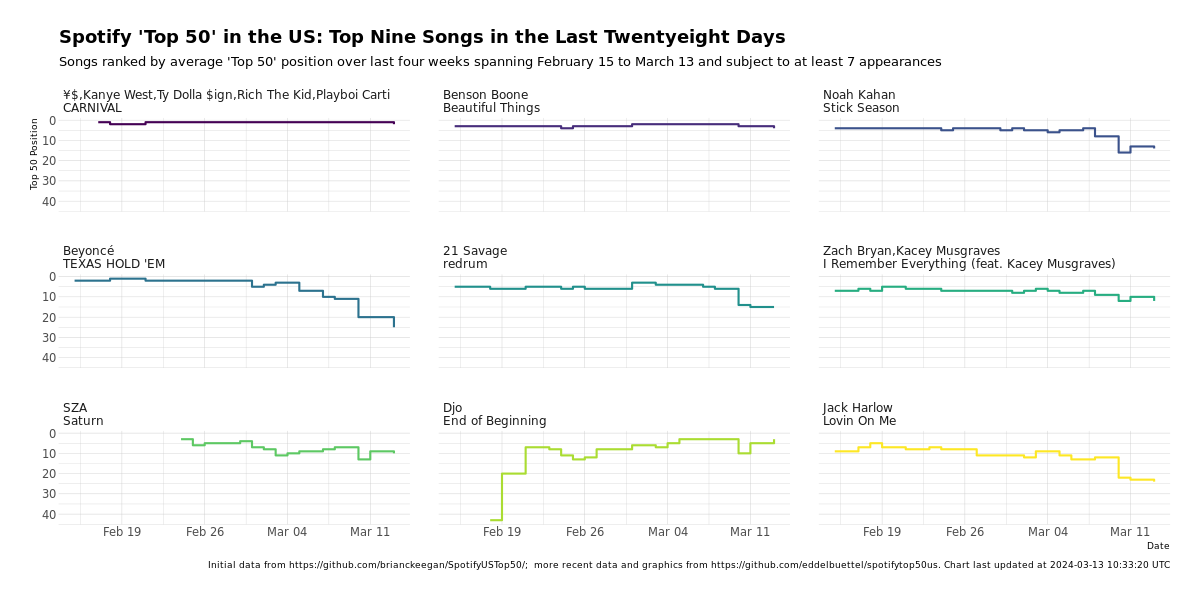 Spotify 'Top 50' in the US: Top Nine Songs in the Last Twentyeight Days
Songs ranked by average 'Top 50' position over last four weeks spanning February 15 to March 13 and subject to at least 7 appearances
¥$,Kanye West,Ty Dolla $ign,Rich The Kid,Playboi Carti
CARNIVAL
Benson Boone
Beautiful Things
Noah Kahan
Stick Season
Top 50 Position
0
10
20
30
40
Beyoncé
TEXAS HOLD 'EM
21 Savage
redrum
Zach Bryan,Kacey Musgraves
I Remember Everything (feat. Kacey Musgraves)
0
10
20
30
40
SZA
Saturn
Djo
End of Beginning
Jack Harlow
Lovin On Me
0
10
20
30
40
Feb 19 Feb 26 Mar 04 Mar 11
Feb 19 Feb 26 Mar 04 Mar 11
Feb 19 Feb 26 Mar 04 Mar 11
Date
Initial data from https://github.com/brianckeegan/SpotifyUSTop50/; more recent data and graphics from https://github.com/eddelbuettel/spotifytop50us. Chart last updated at 2024-03-13 10:33:20 UTC